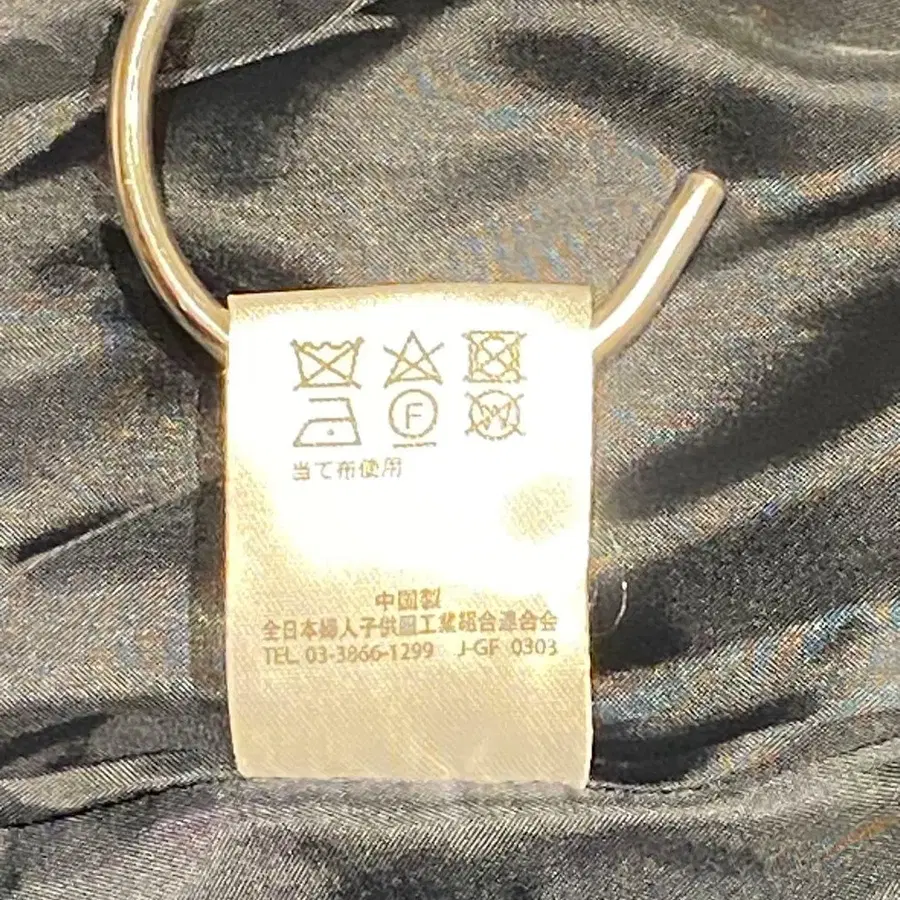 F
W
当て布使用
中国製
全日本婦人子供服工業組合連合会
TEL. 03-3866-1299 J-GF 0303